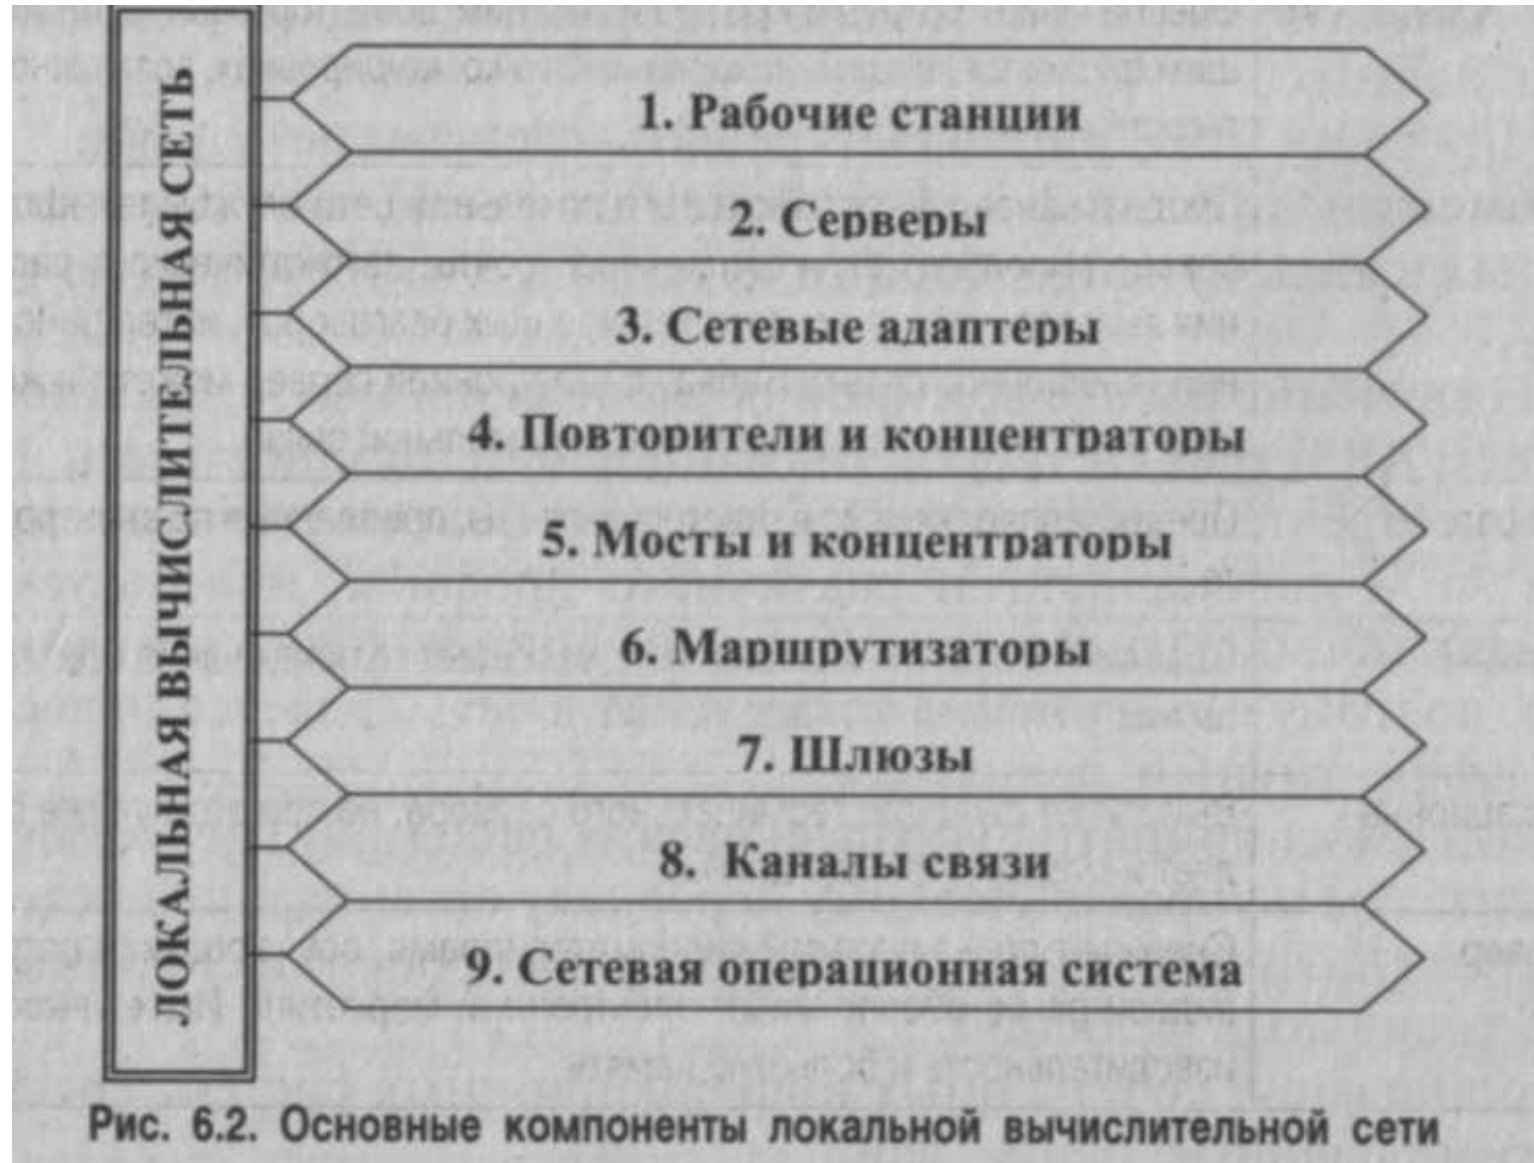 ЛОКАЛЬНАЯ ВЫЧИСЛИТЕЛЬНАЯ СЕТЬ
1. Рабочие станции
2. Серверы
3. Сетевые адаптеры
4. Повторители и концентраторы
5. Мосты и концентраторы
6. Маршрутизаторы
7. Шлюзы
8. Каналы связи
9. Сетевая операционная система
Рис. 6.2. Основные компоненты локальной вычислительной сети